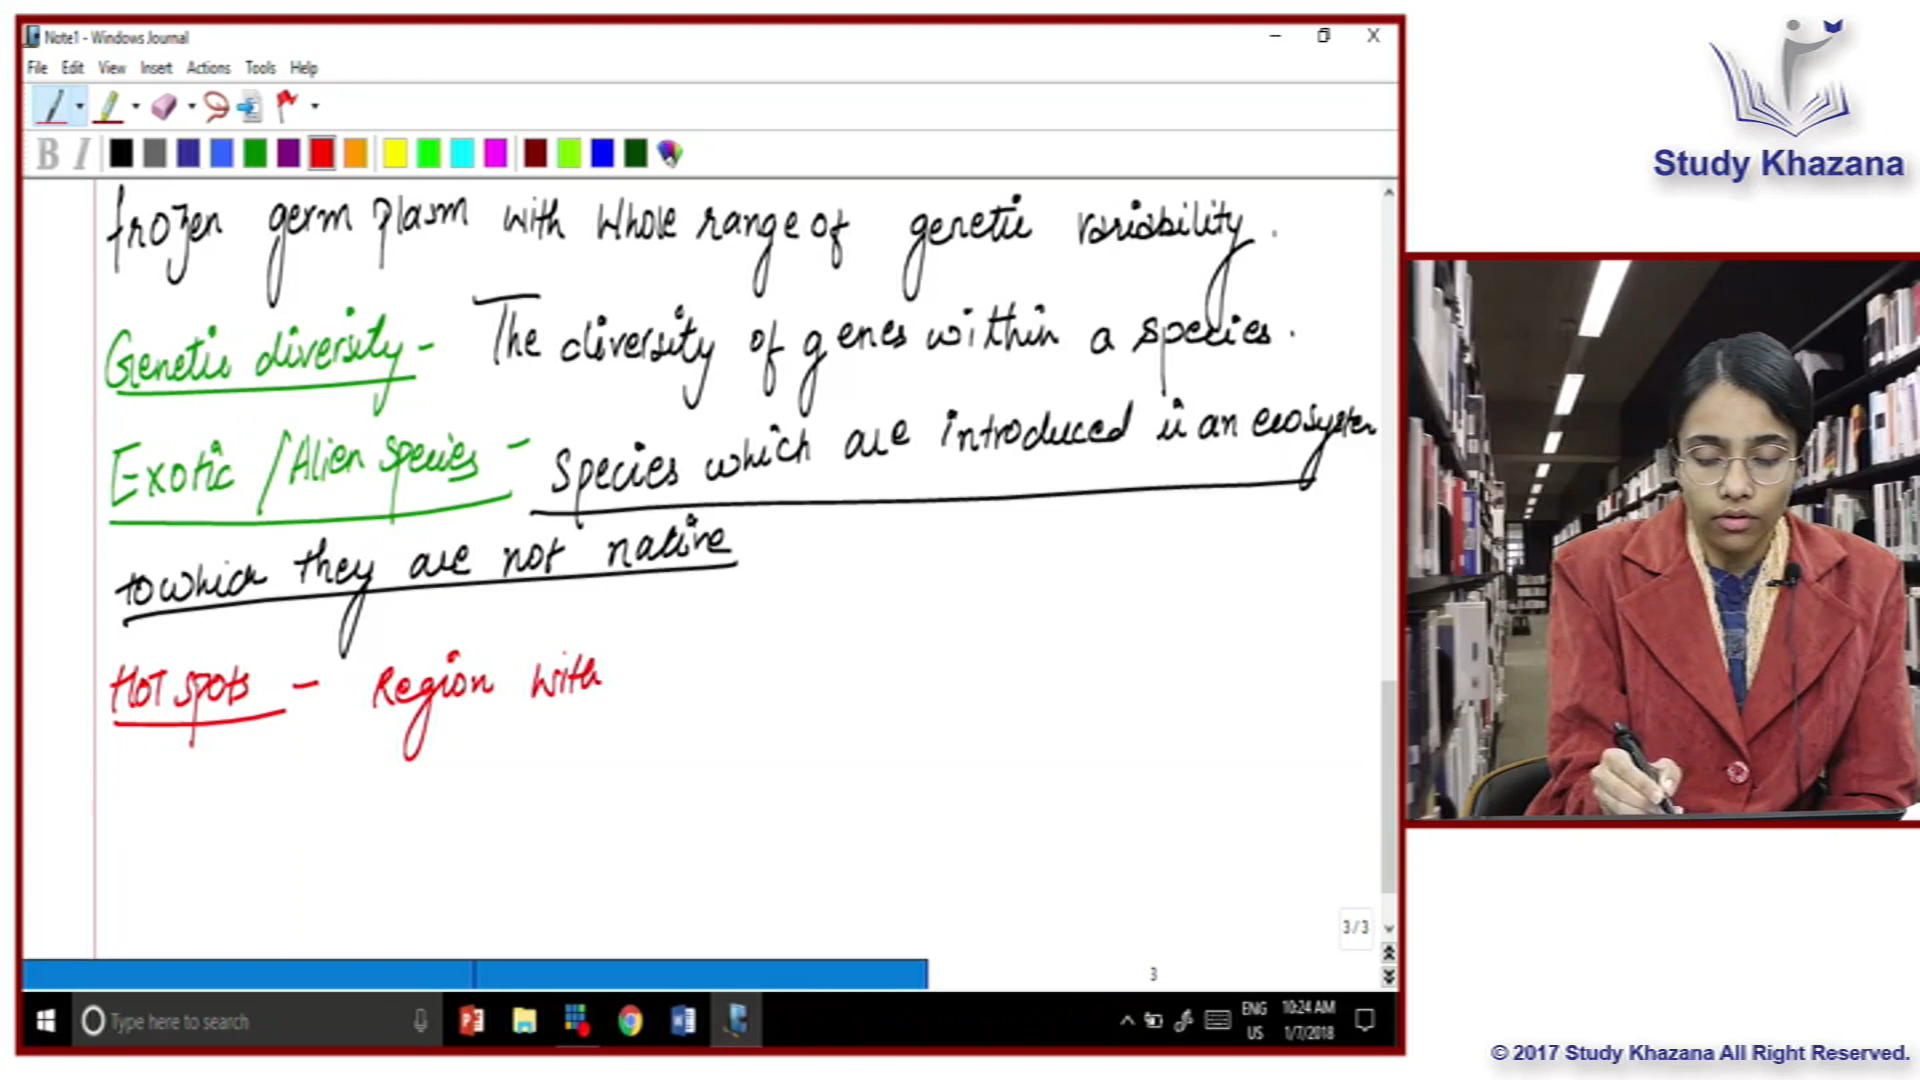 Note1 - Windows Journal
File Edit View Insert Actions Tools Help
B I
Study Khazana
frozen germ plasm with whole range of genetic variability.
Genetic diversity - The diversity of genes within a species.
Exotic / Alien species - Species which are introduced in an ecosystem
to which they are not native
HOT spots - Region with
3 / 3
3
Type here to search
ENG
US
10:24 AM
1/7/2018
© 2017 Study Khazana All Right Reserved.